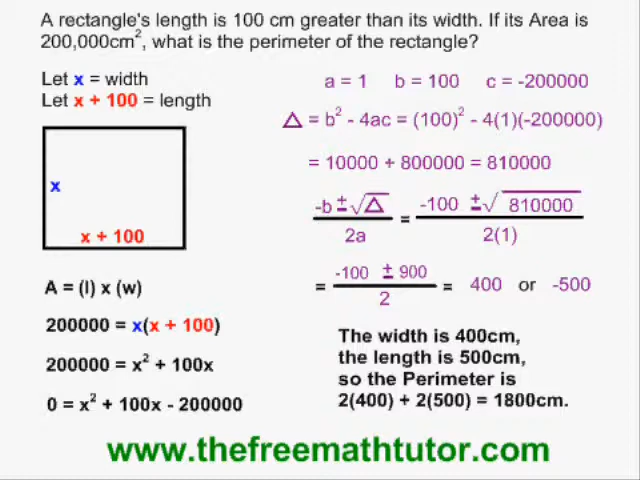 A rectangle's length is 100 cm greater than its width. If its Area is
200,000cm², what is the perimeter of the rectangle?
Let x = width
Let x + 100 = length
x
x + 100
A = (l) x (w)
200000 = x(x + 100)
200000 = x² + 100x
0 = x² + 100x - 200000
a = 1 b = 100 c = -200000
△ = b² - 4ac = (100)² - 4(1)(-200000)
= 10000 + 800000 = 810000
-b ± √△ = -100 ± √810000
2a 2(1)
= -100 ± 900 = 400 or -500
2
The width is 400cm,
the length is 500cm,
so the Perimeter is
2(400) + 2(500) = 1800cm.
www.thefreemathtutor.com